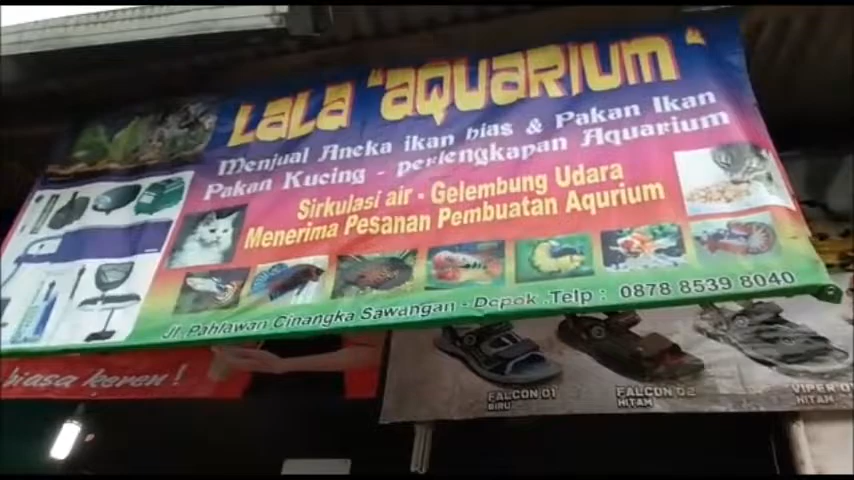 LALA "AQUARIUM"
Menjual Aneka ikan hias & Pakan Ikan
Pakan Kucing - perlengkapan Aqurium
Sirkulasi air - Gelembung Udara
Menerima Pesanan Pembuatan Aqurium
Jl. Pahlawan Cinangka Sawangan - Depok Telp : 0878 8539 8040
biasa keren !
FALCON 01
BIRU
FALCON 02
HITAM
VIPER 0
HITAM